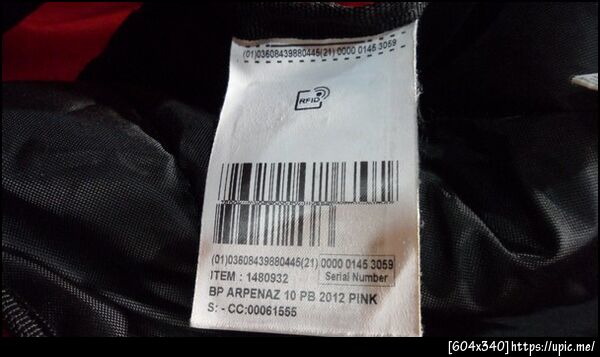 (01)03608439880445(21) 0000 0145 3059
RFID
(01)03608439880445(21) 0000 0145 3059
ITEM : 1480932 Serial Number
BP ARPENAZ 10 PB 2012 PINK
S: - CC:00061555
[604x340]https://upic.me/